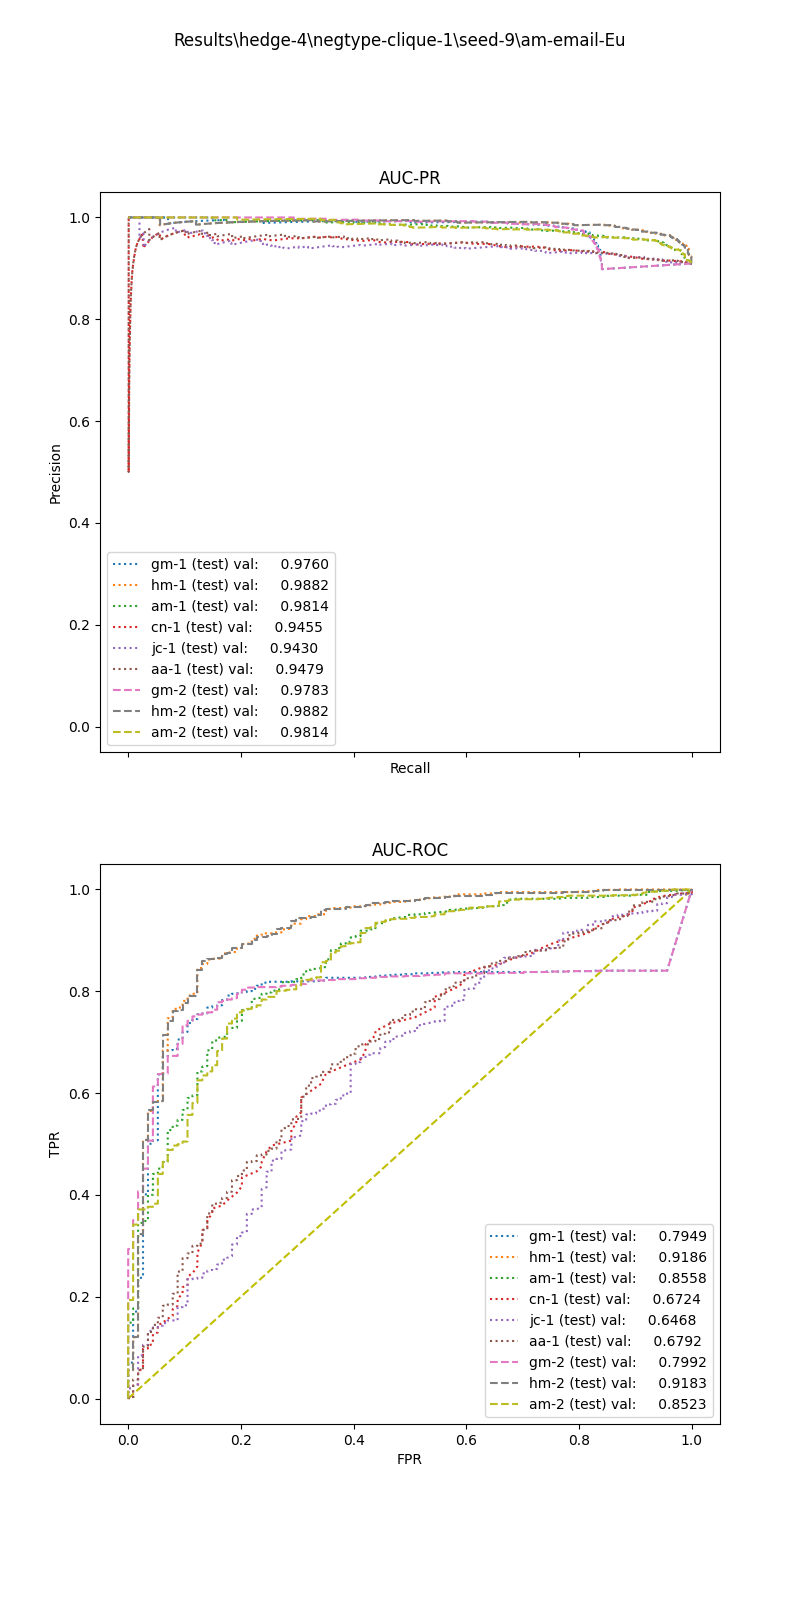 Results\hedge-4\negtype-clique-1\seed-9\am-email-Eu
AUC-PR
1.0
0.8
0.6
0.4
0.2
0.0
Precision
gm-1 (test) val: 0.9760
hm-1 (test) val: 0.9882
am-1 (test) val: 0.9814
cn-1 (test) val: 0.9455
jc-1 (test) val: 0.9430
aa-1 (test) val: 0.9479
gm-2 (test) val: 0.9783
hm-2 (test) val: 0.9882
am-2 (test) val: 0.9814
Recall
AUC-ROC
1.0
0.8
0.6
0.4
0.2
0.0
TPR
gm-1 (test) val: 0.7949
hm-1 (test) val: 0.9186
am-1 (test) val: 0.8558
cn-1 (test) val: 0.6724
jc-1 (test) val: 0.6468
aa-1 (test) val: 0.6792
gm-2 (test) val: 0.7992
hm-2 (test) val: 0.9183
am-2 (test) val: 0.8523
0.0 0.2 0.4 0.6 0.8 1.0
FPR